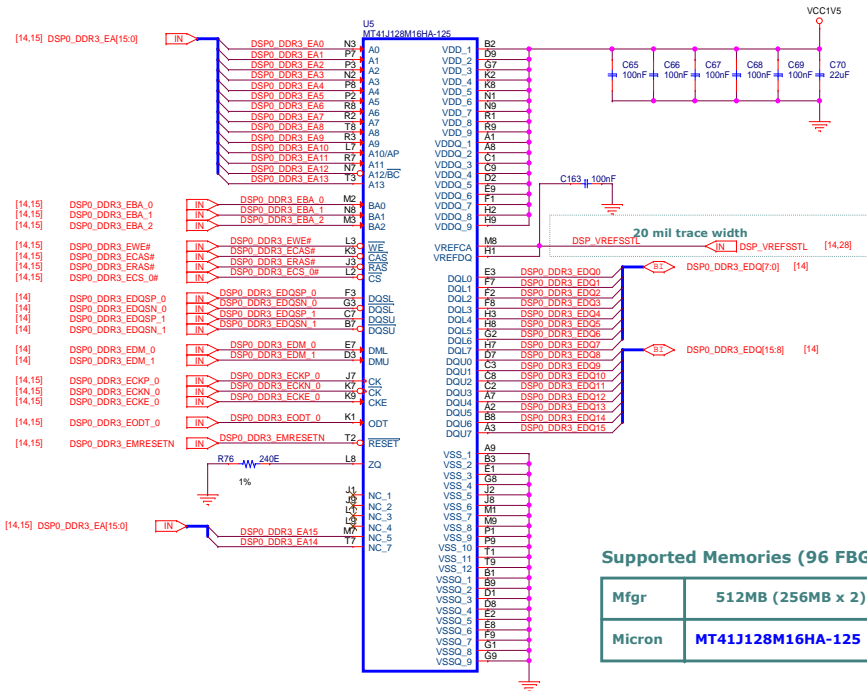 U5
MT41J128M16HA-125
VCC1V5
[14,15] DSP0_DDR3_EA[15:0] IN
DSP0_DDR3_EA0 N3 A0
DSP0_DDR3_EA1 P7 A1
DSP0_DDR3_EA2 P3 A2
DSP0_DDR3_EA3 N2 A3
DSP0_DDR3_EA4 P8 A4
DSP0_DDR3_EA5 P2 A5
DSP0_DDR3_EA6 R8 A6
DSP0_DDR3_EA7 R2 A7
DSP0_DDR3_EA8 T8 A8
DSP0_DDR3_EA9 R3 A9
DSP0_DDR3_EA10 L7 A10/AP
DSP0_DDR3_EA11 R7 A11
DSP0_DDR3_EA12 N7 A12/BC
DSP0_DDR3_EA13 T3 A13
[14,15] DSP0_DDR3_EBA_0 IN DSP0_DDR3_EBA_0 M2 BA0
[14,15] DSP0_DDR3_EBA_1 IN DSP0_DDR3_EBA_1 N8 BA1
[14,15] DSP0_DDR3_EBA_2 IN DSP0_DDR3_EBA_2 M3 BA2
[14,15] DSP0_DDR3_EWE# IN DSP0_DDR3_EWE# L3 WE
[14,15] DSP0_DDR3_ECAS# IN DSP0_DDR3_ECAS# K3 CAS
[14,15] DSP0_DDR3_ERAS# IN DSP0_DDR3_ERAS# J3 RAS
[14,15] DSP0_DDR3_ECS_0# IN DSP0_DDR3_ECS_0# L2 CS
[14] DSP0_DDR3_EDQSP_0 IN DSP0_DDR3_EDQSP_0 F3 DQSL
[14] DSP0_DDR3_EDQSN_0 IN DSP0_DDR3_EDQSN_0 G3 DQSL
[14] DSP0_DDR3_EDQSP_1 IN DSP0_DDR3_EDQSP_1 C7 DQSU
[14] DSP0_DDR3_EDQSN_1 IN DSP0_DDR3_EDQSN_1 B7 DQSU
[14] DSP0_DDR3_EDM_0 IN DSP0_DDR3_EDM_0 E7 DML
[14] DSP0_DDR3_EDM_1 IN DSP0_DDR3_EDM_1 D3 DMU
[14,15] DSP0_DDR3_ECKP_0 IN DSP0_DDR3_ECKP_0 J7 CK
[14,15] DSP0_DDR3_ECKN_0 IN DSP0_DDR3_ECKN_0 K7 CK
[14,15] DSP0_DDR3_ECKE_0 IN DSP0_DDR3_ECKE_0 K9 CKE
[14,15] DSP0_DDR3_EODT_0 IN DSP0_DDR3_EODT_0 K1 ODT
[14,15] DSP0_DDR3_EMRESETN IN DSP0_DDR3_EMRESETN T2 RESET
R76 240E L8 ZQ
1%
J1 NC_1
J9 NC_2
L1 NC_3
L9 NC_4
[14,15] DSP0_DDR3_EA[15:0] IN
DSP0_DDR3_EA15 M7 NC_5
DSP0_DDR3_EA14 T7 NC_7
VDD_1 B2
VDD_2 D9
VDD_3 G7
VDD_4 K2
VDD_5 K8
VDD_6 N1
VDD_7 N9
VDD_8 R1
VDD_9 R9
VDDQ_1 A1
VDDQ_2 A8
VDDQ_3 C1
VDDQ_4 C9
VDDQ_5 D2
VDDQ_6 E9
VDDQ_7 F1
VDDQ_8 H2
VDDQ_9 H9
C65 100nF
C66 100nF
C67 100nF
C68 100nF
C69 100nF
C70 22uF
C163 100nF
20 mil trace width
VREFCA M8 DSP_VREFSSTL IN DSP_VREFSSTL [14,28]
VREFDQ H1
DQL0 E3 DSP0_DDR3_EDQ0 BI DSP0_DDR3_EDQ[7:0] [14]
DQL1 F7 DSP0_DDR3_EDQ1
DQL2 F2 DSP0_DDR3_EDQ2
DQL3 F8 DSP0_DDR3_EDQ3
DQL4 H3 DSP0_DDR3_EDQ4
DQL5 H8 DSP0_DDR3_EDQ5
DQL6 G2 DSP0_DDR3_EDQ6
DQL7 H7 DSP0_DDR3_EDQ7
DQU0 D7 DSP0_DDR3_EDQ8 BI DSP0_DDR3_EDQ[15:8] [14]
DQU1 C3 DSP0_DDR3_EDQ9
DQU2 C8 DSP0_DDR3_EDQ10
DQU3 C2 DSP0_DDR3_EDQ11
DQU4 A7 DSP0_DDR3_EDQ12
DQU5 A2 DSP0_DDR3_EDQ13
DQU6 B8 DSP0_DDR3_EDQ14
DQU7 A3 DSP0_DDR3_EDQ15
VSS_1 A9
VSS_2 B3
VSS_3 E1
VSS_4 G8
VSS_5 J2
VSS_6 J8
VSS_7 M1
VSS_8 M9
VSS_9 P1
VSS_10 P9
VSS_11 T1
VSS_12 T9
VSSQ_1 B1
VSSQ_2 B9
VSSQ_3 D1
VSSQ_4 D8
VSSQ_5 E2
VSSQ_6 E8
VSSQ_7 F9
VSSQ_8 G1
VSSQ_9 G9
Supported Memories (96 FBG
Mfgr 512MB (256MB x 2)
Micron MT41J128M16HA-125